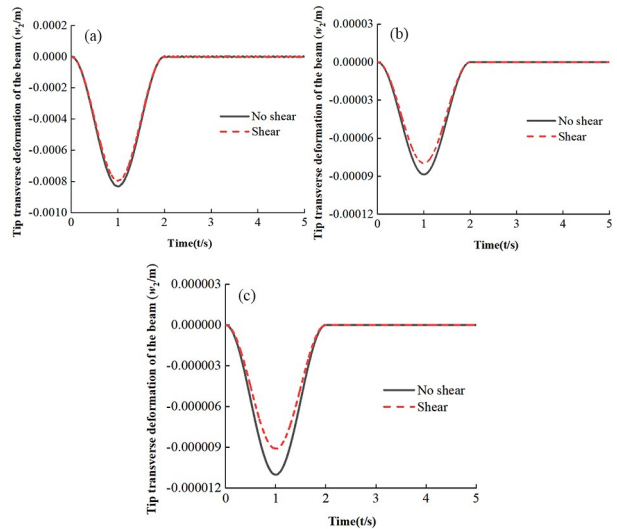 Tip transverse deformation of the beam (w₂/m)
0.0002
0.0000
-0.0002
-0.0004
-0.0006
-0.0008
-0.0010
(a)
No shear
Shear
0 1 2 3 4 5
Time(t/s)
Tip transverse deformation of the beam (w₂/m)
0.00003
0.00000
-0.00003
-0.00006
-0.00009
-0.00012
(b)
No shear
Shear
0 1 2 3 4 5
Time(t/s)
Tip transverse deformation of the beam (w₂/m)
0.000003
0.000000
-0.000003
-0.000006
-0.000009
-0.000012
(c)
No shear
Shear
0 1 2 3 4 5
Time(t/s)